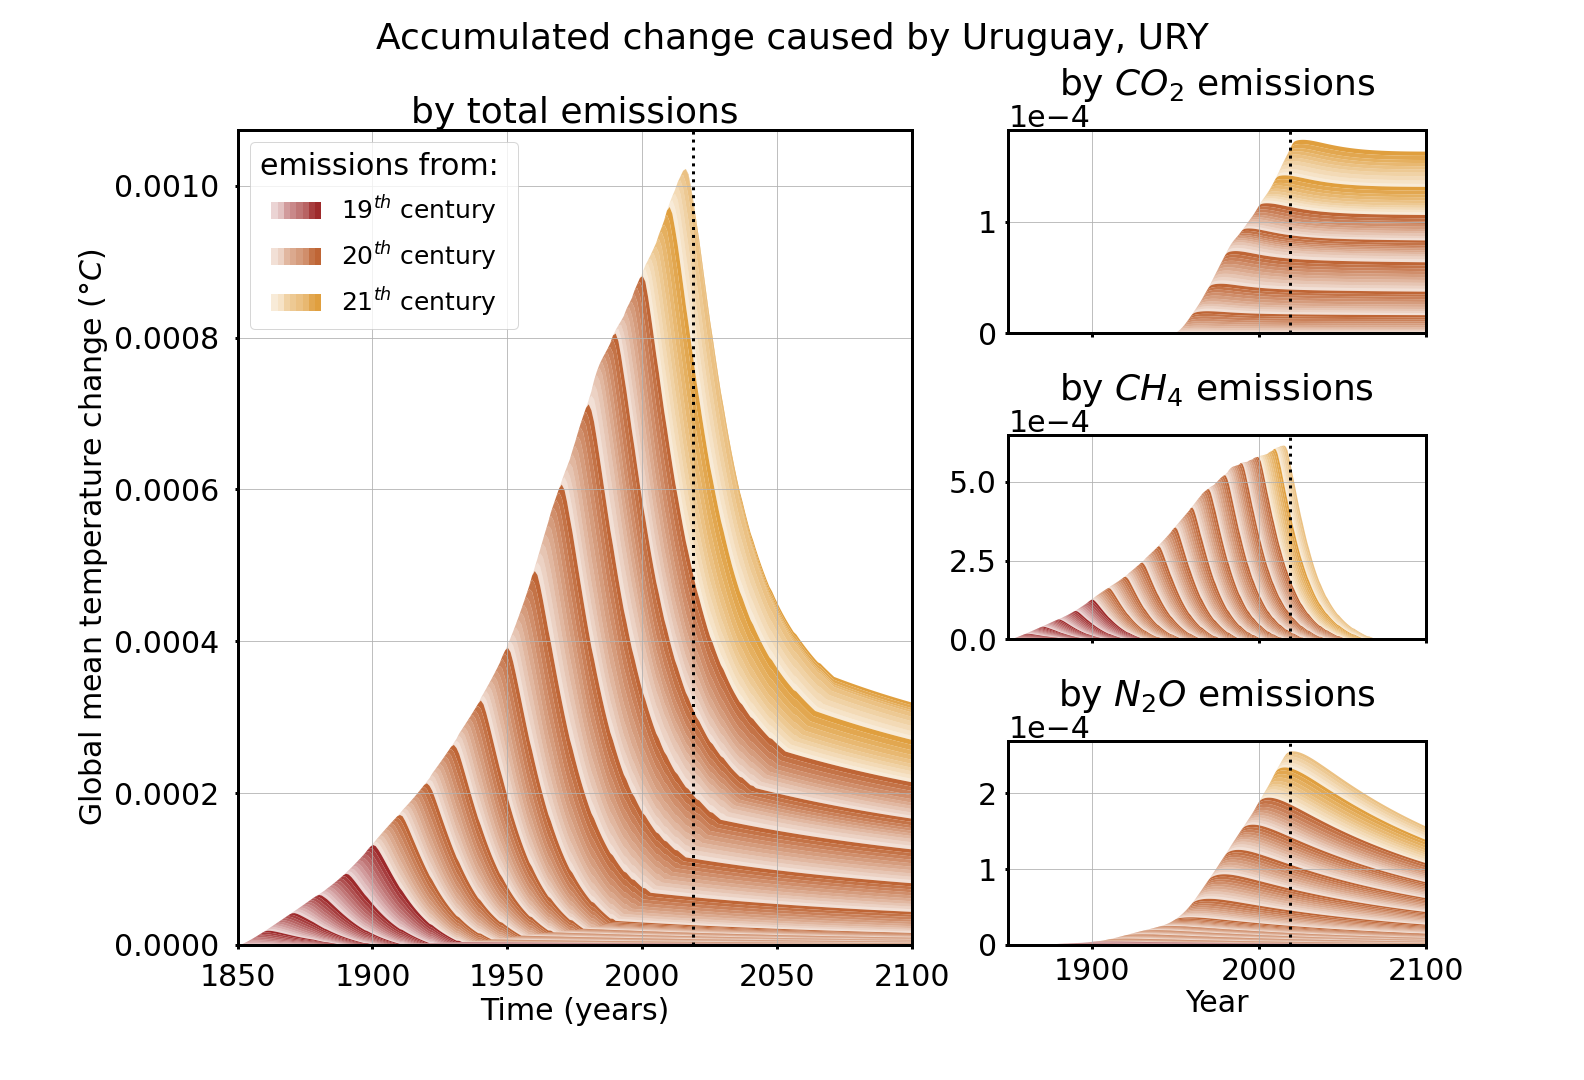 Accumulated change caused by Uruguay, URY
by total emissions
Global mean temperature change (°C)
0.0010
0.0008
0.0006
0.0004
0.0002
0.0000
emissions from:
19th century
20th century
21th century
1850 1900 1950 2000 2050 2100
Time (years)
by CO₂ emissions
1e−4
1
0
by CH₄ emissions
1e−4
5.0
2.5
0.0
by N₂O emissions
1e−4
2
1
0
1900 2000 2100
Year